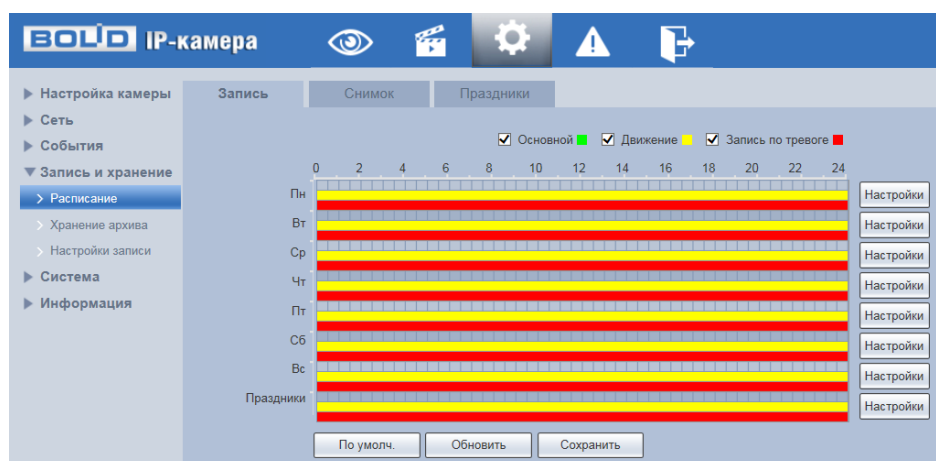 BOLID IP-камера
Настройка камеры
Сеть
События
Запись и хранение
Расписание
Хранение архива
Настройки записи
Система
Информация
Запись Снимок Праздники
Основной Движение Запись по тревоге
0 2 4 6 8 10 12 14 16 18 20 22 24
Пн Настройки
Вт Настройки
Ср Настройки
Чт Настройки
Пт Настройки
Сб Настройки
Вс Настройки
Праздники Настройки
По умолч. Обновить Сохранить